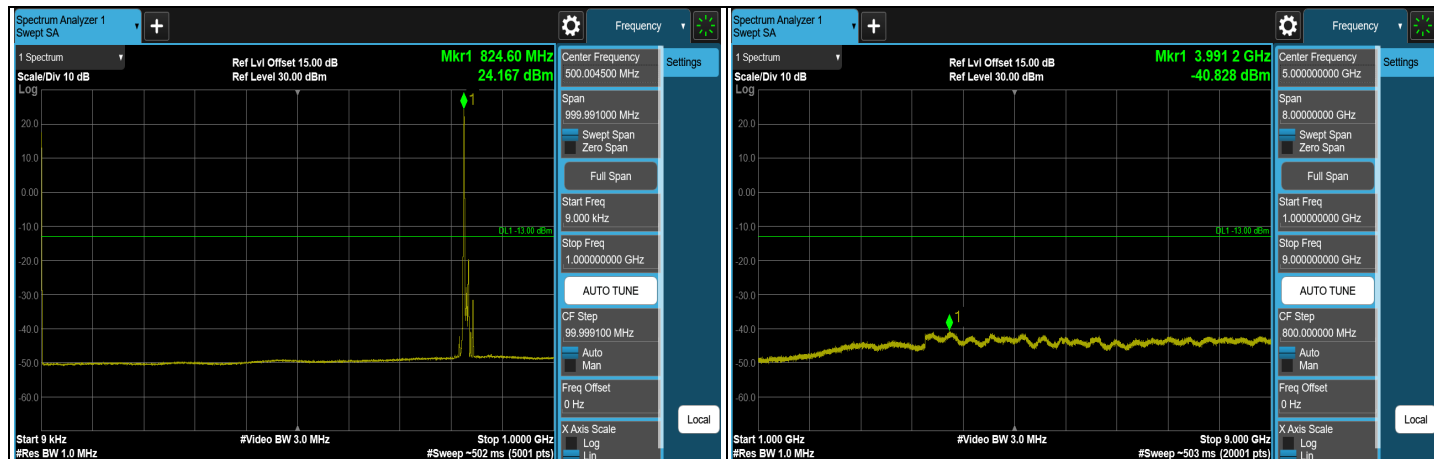 Spectrum Analyzer 1
Swept SA
+
Frequency
1 Spectrum
Scale/Div 10 dB
Log
Ref Lvl Offset 15.00 dB
Ref Level 30.00 dBm
Mkr1 824.60 MHz
24.167 dBm
1
20.0
10.0
0.00
-10.0
-20.0
-30.0
-40.0
-50.0
-60.0
DL1 -13.00 dBm
Start 9 kHz
#Res BW 1.0 MHz
#Video BW 3.0 MHz
Stop 1.0000 GHz
#Sweep ~502 ms (5001 pts)
Center Frequency
500.004500 MHz
Span
999.991000 MHz
Swept Span
Zero Span
Full Span
Start Freq
9.000 kHz
Stop Freq
1.000000000 GHz
AUTO TUNE
CF Step
99.999100 MHz
Auto
Man
Freq Offset
0 Hz
X Axis Scale
Log
Lin
Settings
Local
Spectrum Analyzer 1
Swept SA
+
Frequency
1 Spectrum
Scale/Div 10 dB
Log
Ref Lvl Offset 15.00 dB
Ref Level 30.00 dBm
Mkr1 3.991 2 GHz
-40.828 dBm
1
20.0
10.0
0.00
-10.0
-20.0
-30.0
-40.0
-50.0
-60.0
DL1 -13.00 dBm
Start 1.000 GHz
#Res BW 1.0 MHz
#Video BW 3.0 MHz
Stop 9.000 GHz
#Sweep ~503 ms (20001 pts)
Center Frequency
5.000000000 GHz
Span
8.00000000 GHz
Swept Span
Zero Span
Full Span
Start Freq
1.000000000 GHz
Stop Freq
9.000000000 GHz
AUTO TUNE
CF Step
800.000000 MHz
Auto
Man
Freq Offset
0 Hz
X Axis Scale
Log
Lin
Settings
Local